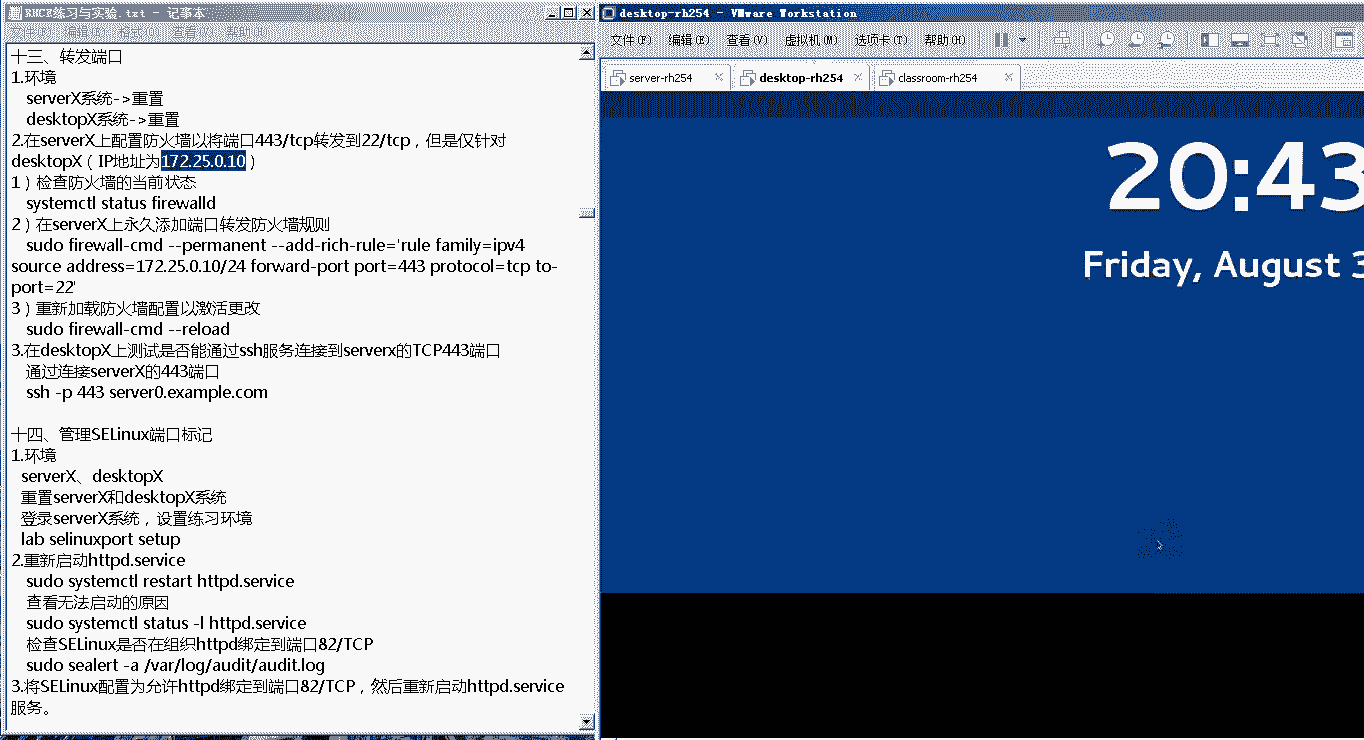 RHCE练习与实验.txt - 记事本
文件(F) 编辑(E) 格式(O) 查看(V) 帮助(H)
十三、转发端口
1.环境
serverX系统->重置
desktopX系统->重置
2.在serverX上配置防火墙以将端口443/tcp转发到22/tcp，但是仅针对
desktopX（IP地址为172.25.0.10）
1）检查防火墙的当前状态
systemctl status firewalld
2）在serverX上永久添加端口转发防火墙规则
sudo firewall-cmd --permanent --add-rich-rule='rule family=ipv4
source address=172.25.0.10/24 forward-port port=443 protocol=tcp to-
port=22'
3）重新加载防火墙配置以激活更改
sudo firewall-cmd --reload
3.在desktopX上测试是否能通过ssh服务连接到serverx的TCP443端口
通过连接serverX的443端口
ssh -p 443 server0.example.com
十四、管理SELinux端口标记
1.环境
serverX、desktopX
重置serverX和desktopX系统
登录serverX系统，设置练习环境
lab selinuxport setup
2.重新启动httpd.service
sudo systemctl restart httpd.service
查看无法启动的原因
sudo systemctl status -l httpd.service
检查SELinux是否在组织httpd绑定到端口82/TCP
sudo sealert -a /var/log/audit/audit.log
3.将SELinux配置为允许httpd绑定到端口82/TCP，然后重新启动httpd.service
服务。
desktop-rh254 - VMware Workstation
文件(F) 编辑(E) 查看(V) 虚拟机(M) 选项卡(T) 帮助(H)
server-rh254 desktop-rh254 classroom-rh254
20:43
Friday, August 3